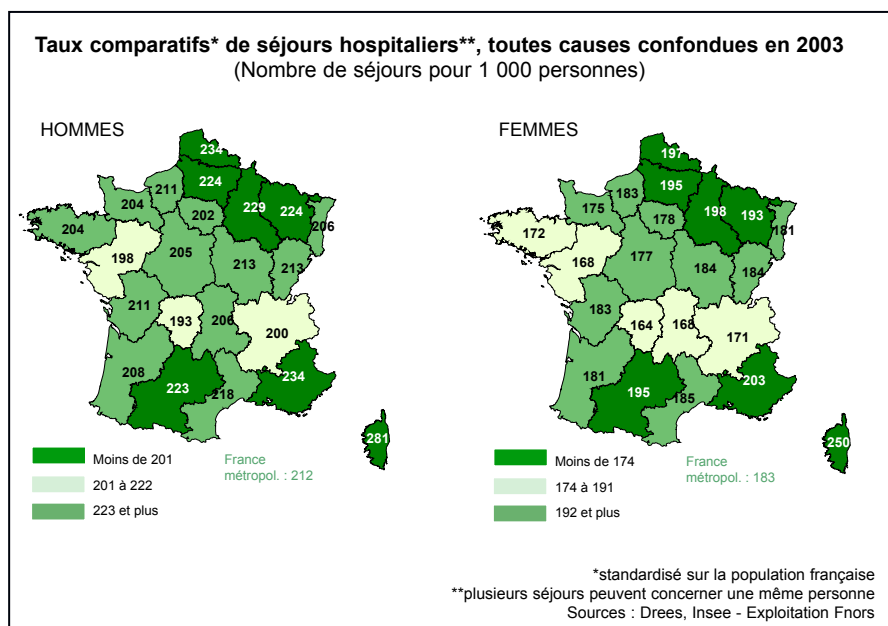 Taux comparatifs* de séjours hospitaliers**, toutes causes confondues en 2003
(Nombre de séjours pour 1 000 personnes)
HOMMES
234
224
211
204
202
229
224
206
204
198
205
213
213
211
193
206
200
208
223
218
234
281
Moins de 201
201 à 222
223 et plus
France
métropol. : 212
FEMMES
197
195
183
175
178
198
193
181
172
168
177
184
184
183
164
168
171
181
195
185
203
250
Moins de 174
174 à 191
192 et plus
France
métropol. : 183
*standardisé sur la population française
**plusieurs séjours peuvent concerner une même personne
Sources : Drees, Insee - Exploitation Fnors